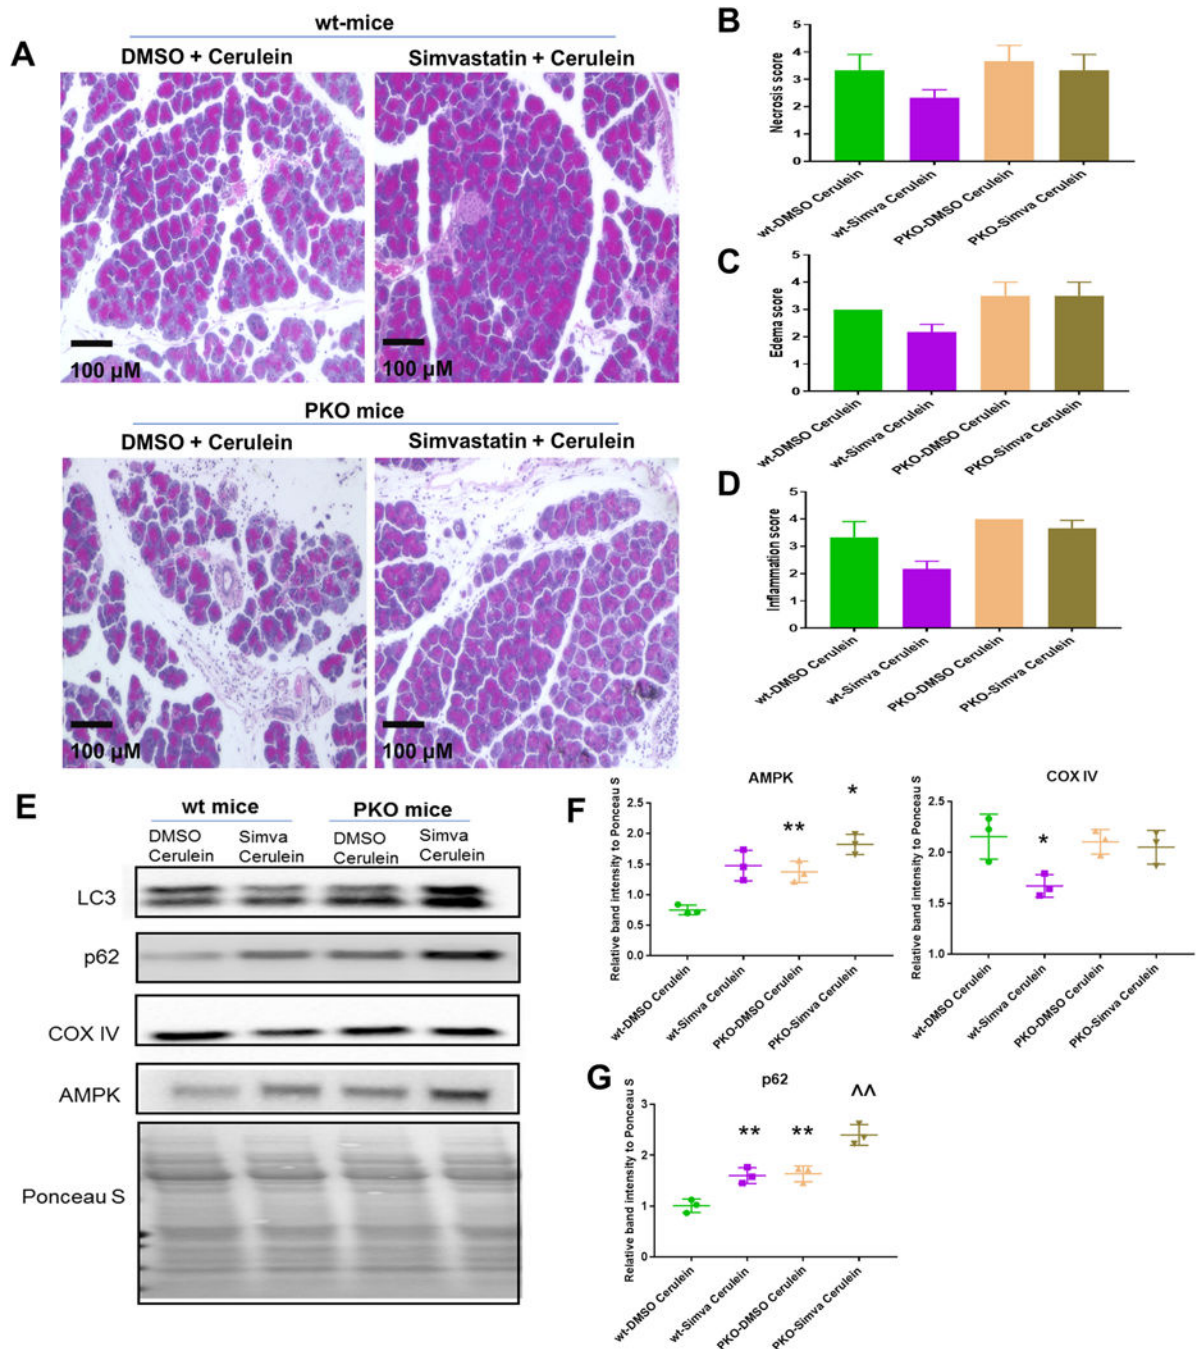 wt-mice
A
DMSO + Cerulein
Simvastatin + Cerulein
100 µM
100 µM
PKO mice
DMSO + Cerulein
Simvastatin + Cerulein
100 µM
100 µM
B
Necrosis score
5
4
3
2
1
0
wt-DMSO Cerulein
wt-Simva Cerulein
PKO-DMSO Cerulein
PKO-Simva Cerulein
C
Edema score
5
4
3
2
1
0
wt-DMSO Cerulein
wt-Simva Cerulein
PKO-DMSO Cerulein
PKO-Simva Cerulein
D
Inflammation score
5
4
3
2
1
0
wt-DMSO Cerulein
wt-Simva Cerulein
PKO-DMSO Cerulein
PKO-Simva Cerulein
E
wt mice
PKO mice
DMSO
Cerulein
Simva
Cerulein
DMSO
Cerulein
Simva
Cerulein
LC3
p62
COX IV
AMPK
Ponceau S
F
AMPK
Relative band intensity to Ponceau S
2.5
2.0
1.5
1.0
0.5
0.0
**
*
wt-DMSO Cerulein
wt-Simva Cerulein
PKO-DMSO Cerulein
PKO-Simva Cerulein
COX IV
Relative band intensity to Ponceau S
2.5
2.0
1.5
1.0
*
wt-DMSO Cerulein
wt-Simva Cerulein
PKO-DMSO Cerulein
PKO-Simva Cerulein
G
p62
Relative band intensity to Ponceau S
3
2
1
0
**
**
^^
wt-DMSO Cerulein
wt-Simva Cerulein
PKO-DMSO Cerulein
PKO-Simva Cerulein